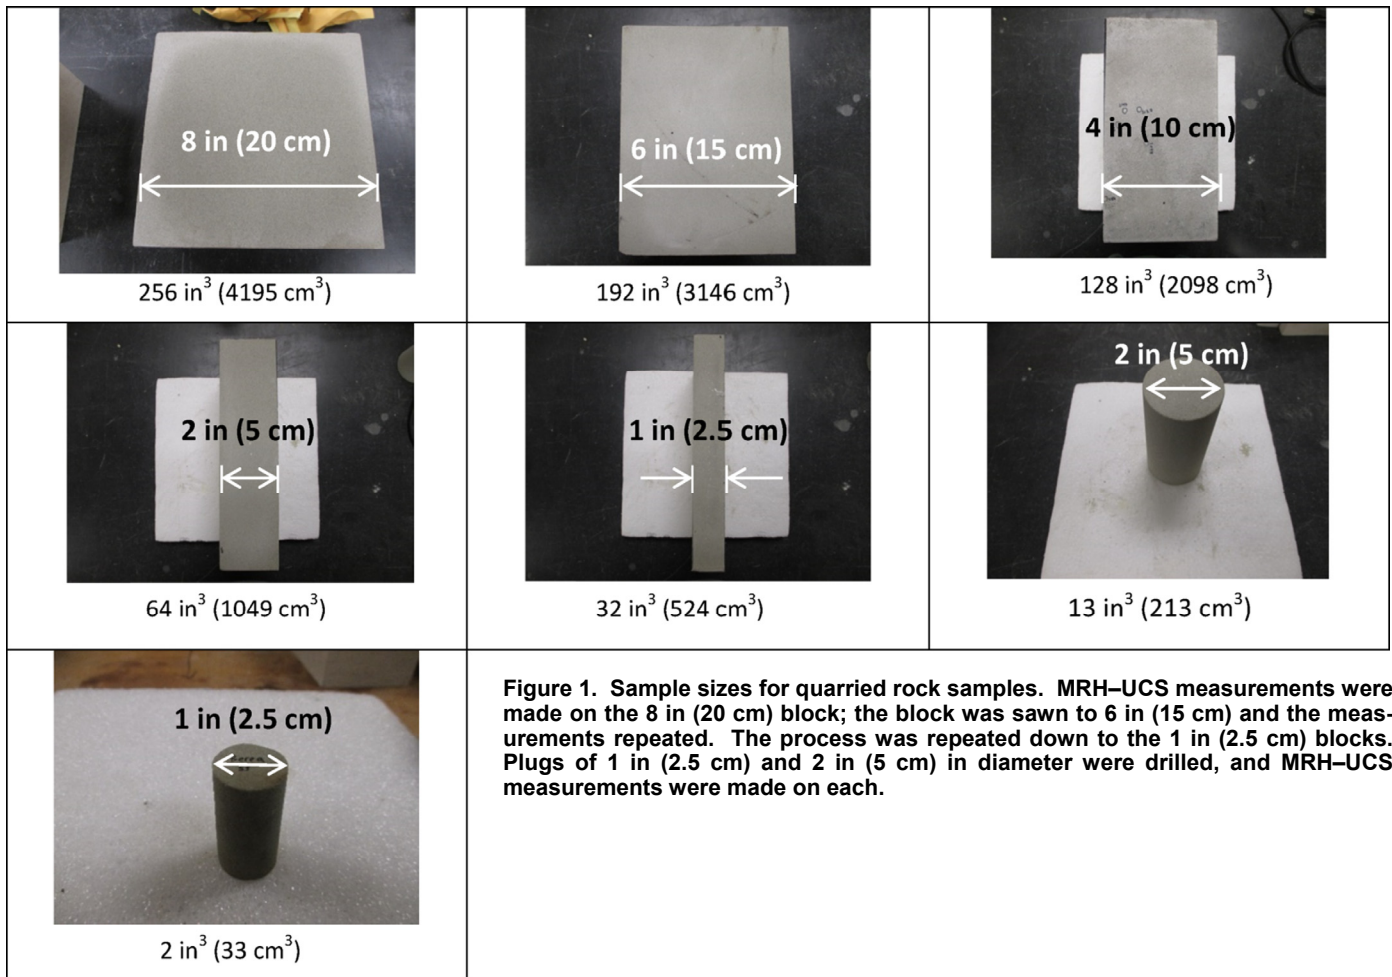 8 in (20 cm)
256 in³ (4195 cm³)
6 in (15 cm)
192 in³ (3146 cm³)
4 in (10 cm)
128 in³ (2098 cm³)
2 in (5 cm)
64 in³ (1049 cm³)
1 in (2.5 cm)
32 in³ (524 cm³)
2 in (5 cm)
13 in³ (213 cm³)
1 in (2.5 cm)
2 in³ (33 cm³)
Figure 1. Sample sizes for quarried rock samples. MRH–UCS measurements were
made on the 8 in (20 cm) block; the block was sawn to 6 in (15 cm) and the meas-
urements repeated. The process was repeated down to the 1 in (2.5 cm) blocks.
Plugs of 1 in (2.5 cm) and 2 in (5 cm) in diameter were drilled, and MRH–UCS
measurements were made on each.